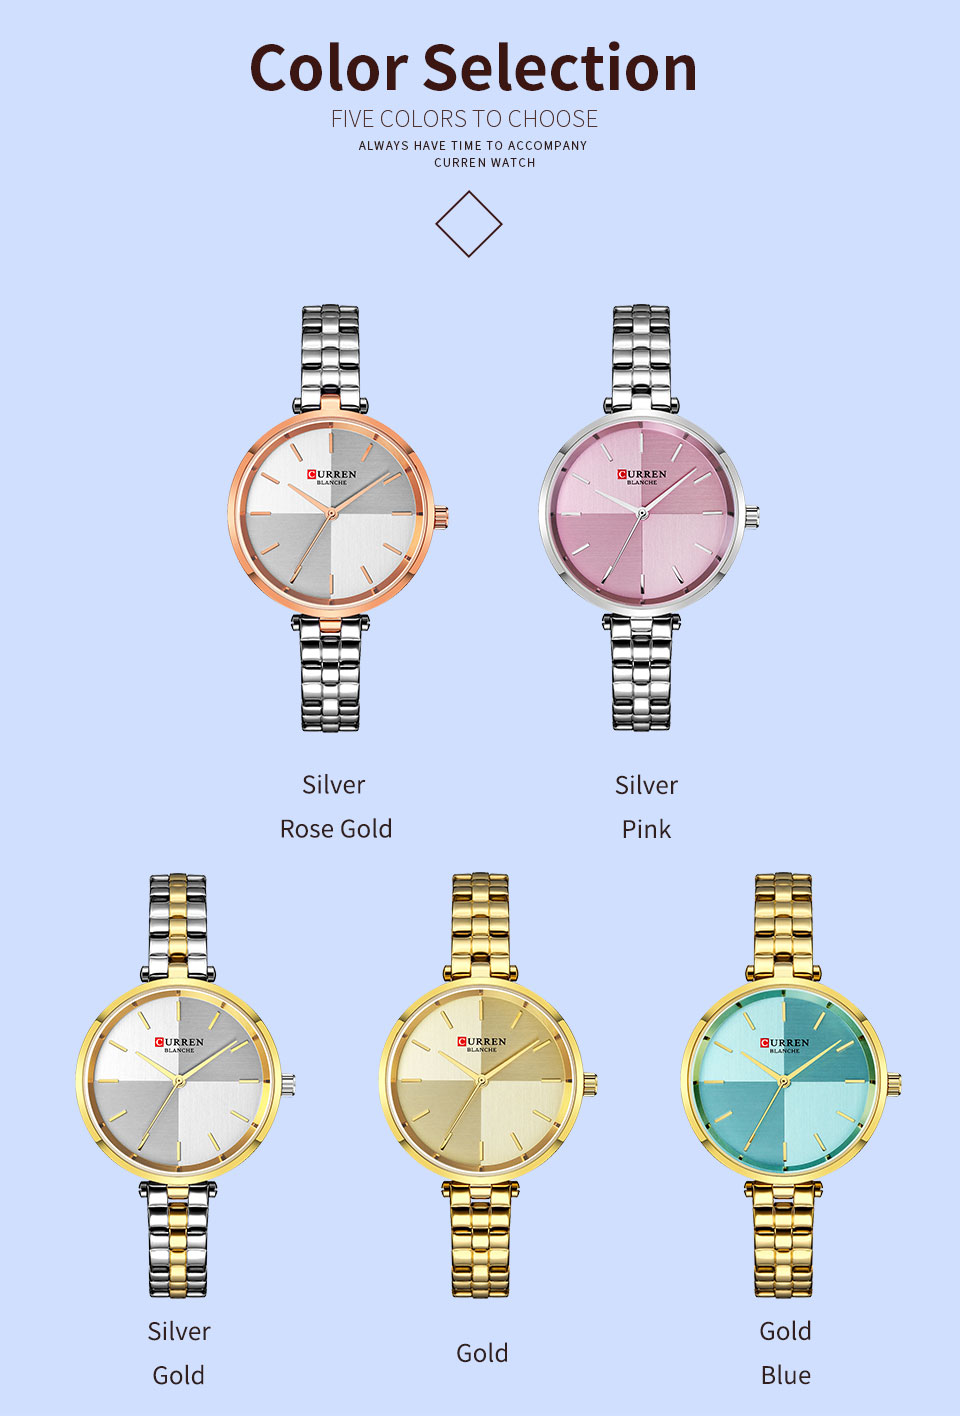 Color Selection
FIVE COLORS TO CHOOSE
ALWAYS HAVE TIME TO ACCOMPANY
CURREN WATCH
CURREN
BLANCHE
CURREN
BLANCHE
Silver
Rose Gold
Silver
Pink
CURREN
BLANCHE
CURREN
BLANCHE
CURREN
BLANCHE
Silver
Gold
Gold
Gold
Blue